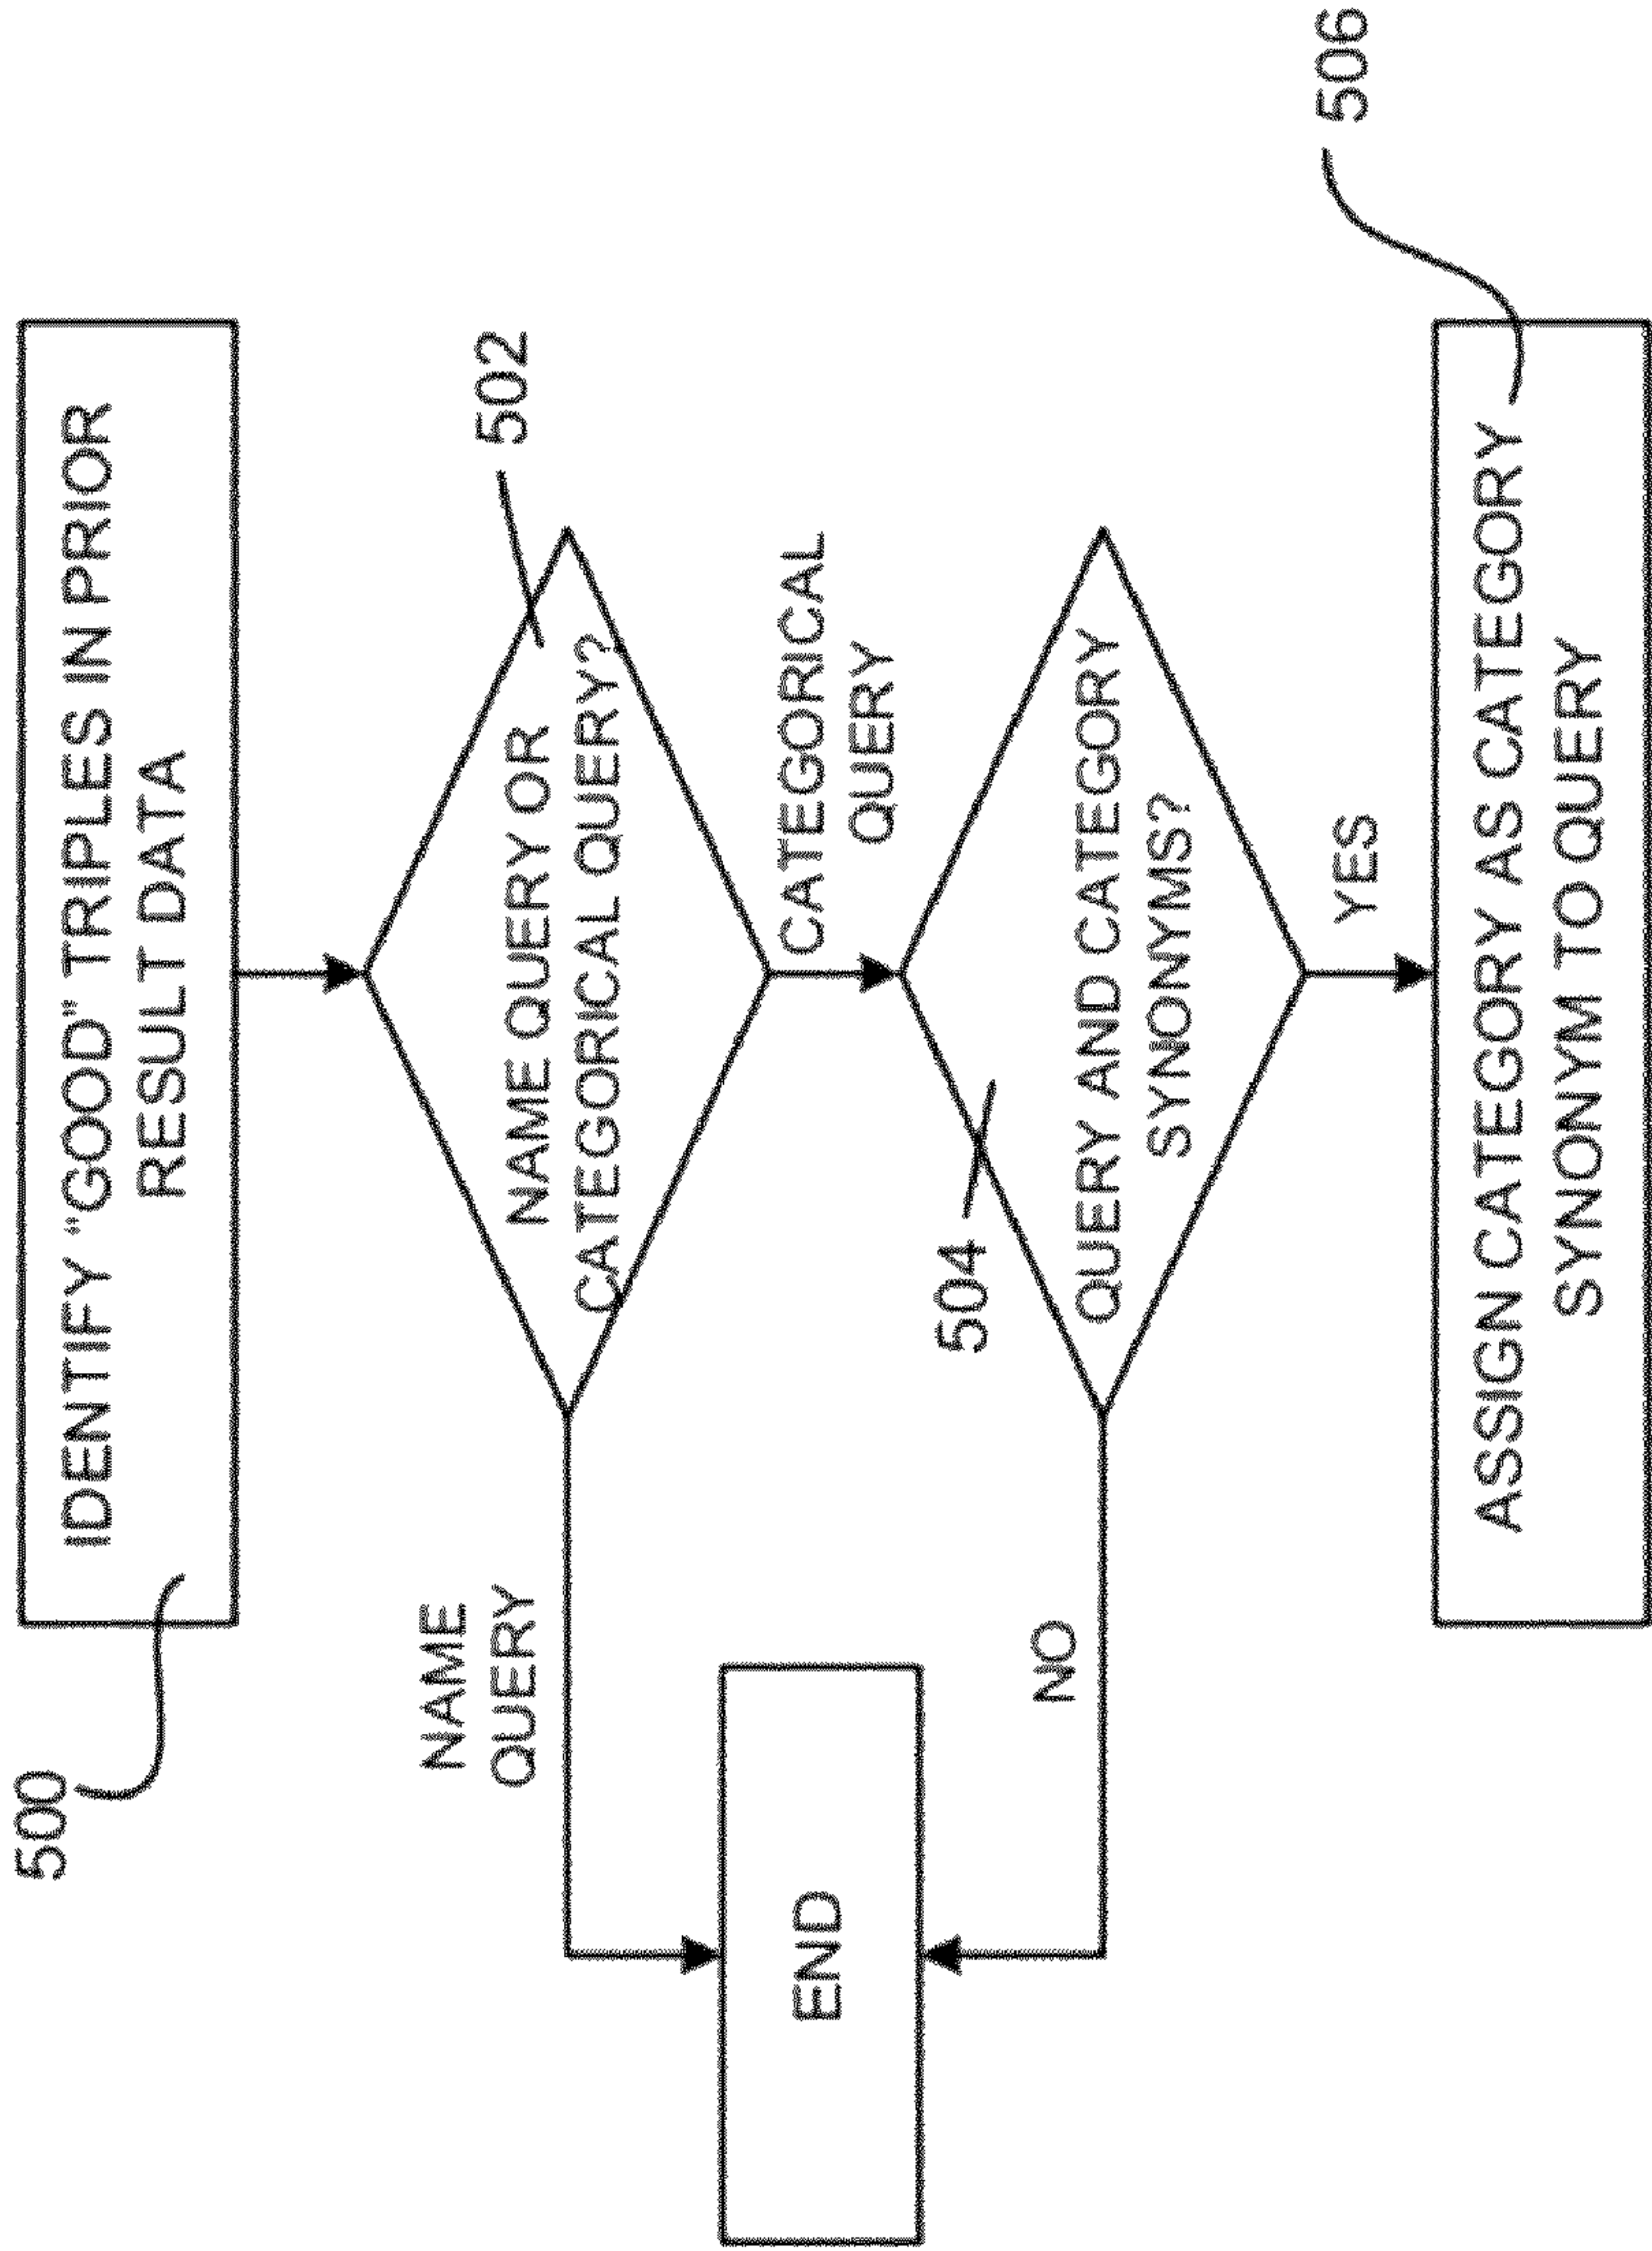 500
IDENTIFY "GOOD" TRIPLES IN PRIOR
RESULT DATA
502
NAME QUERY OR
CATEGORICAL QUERY?
NAME
QUERY
CATEGORICAL
QUERY
END
504
QUERY AND CATEGORY
SYNONYMS?
NO
YES
506
ASSIGN CATEGORY AS CATEGORY
SYNONYM TO QUERY